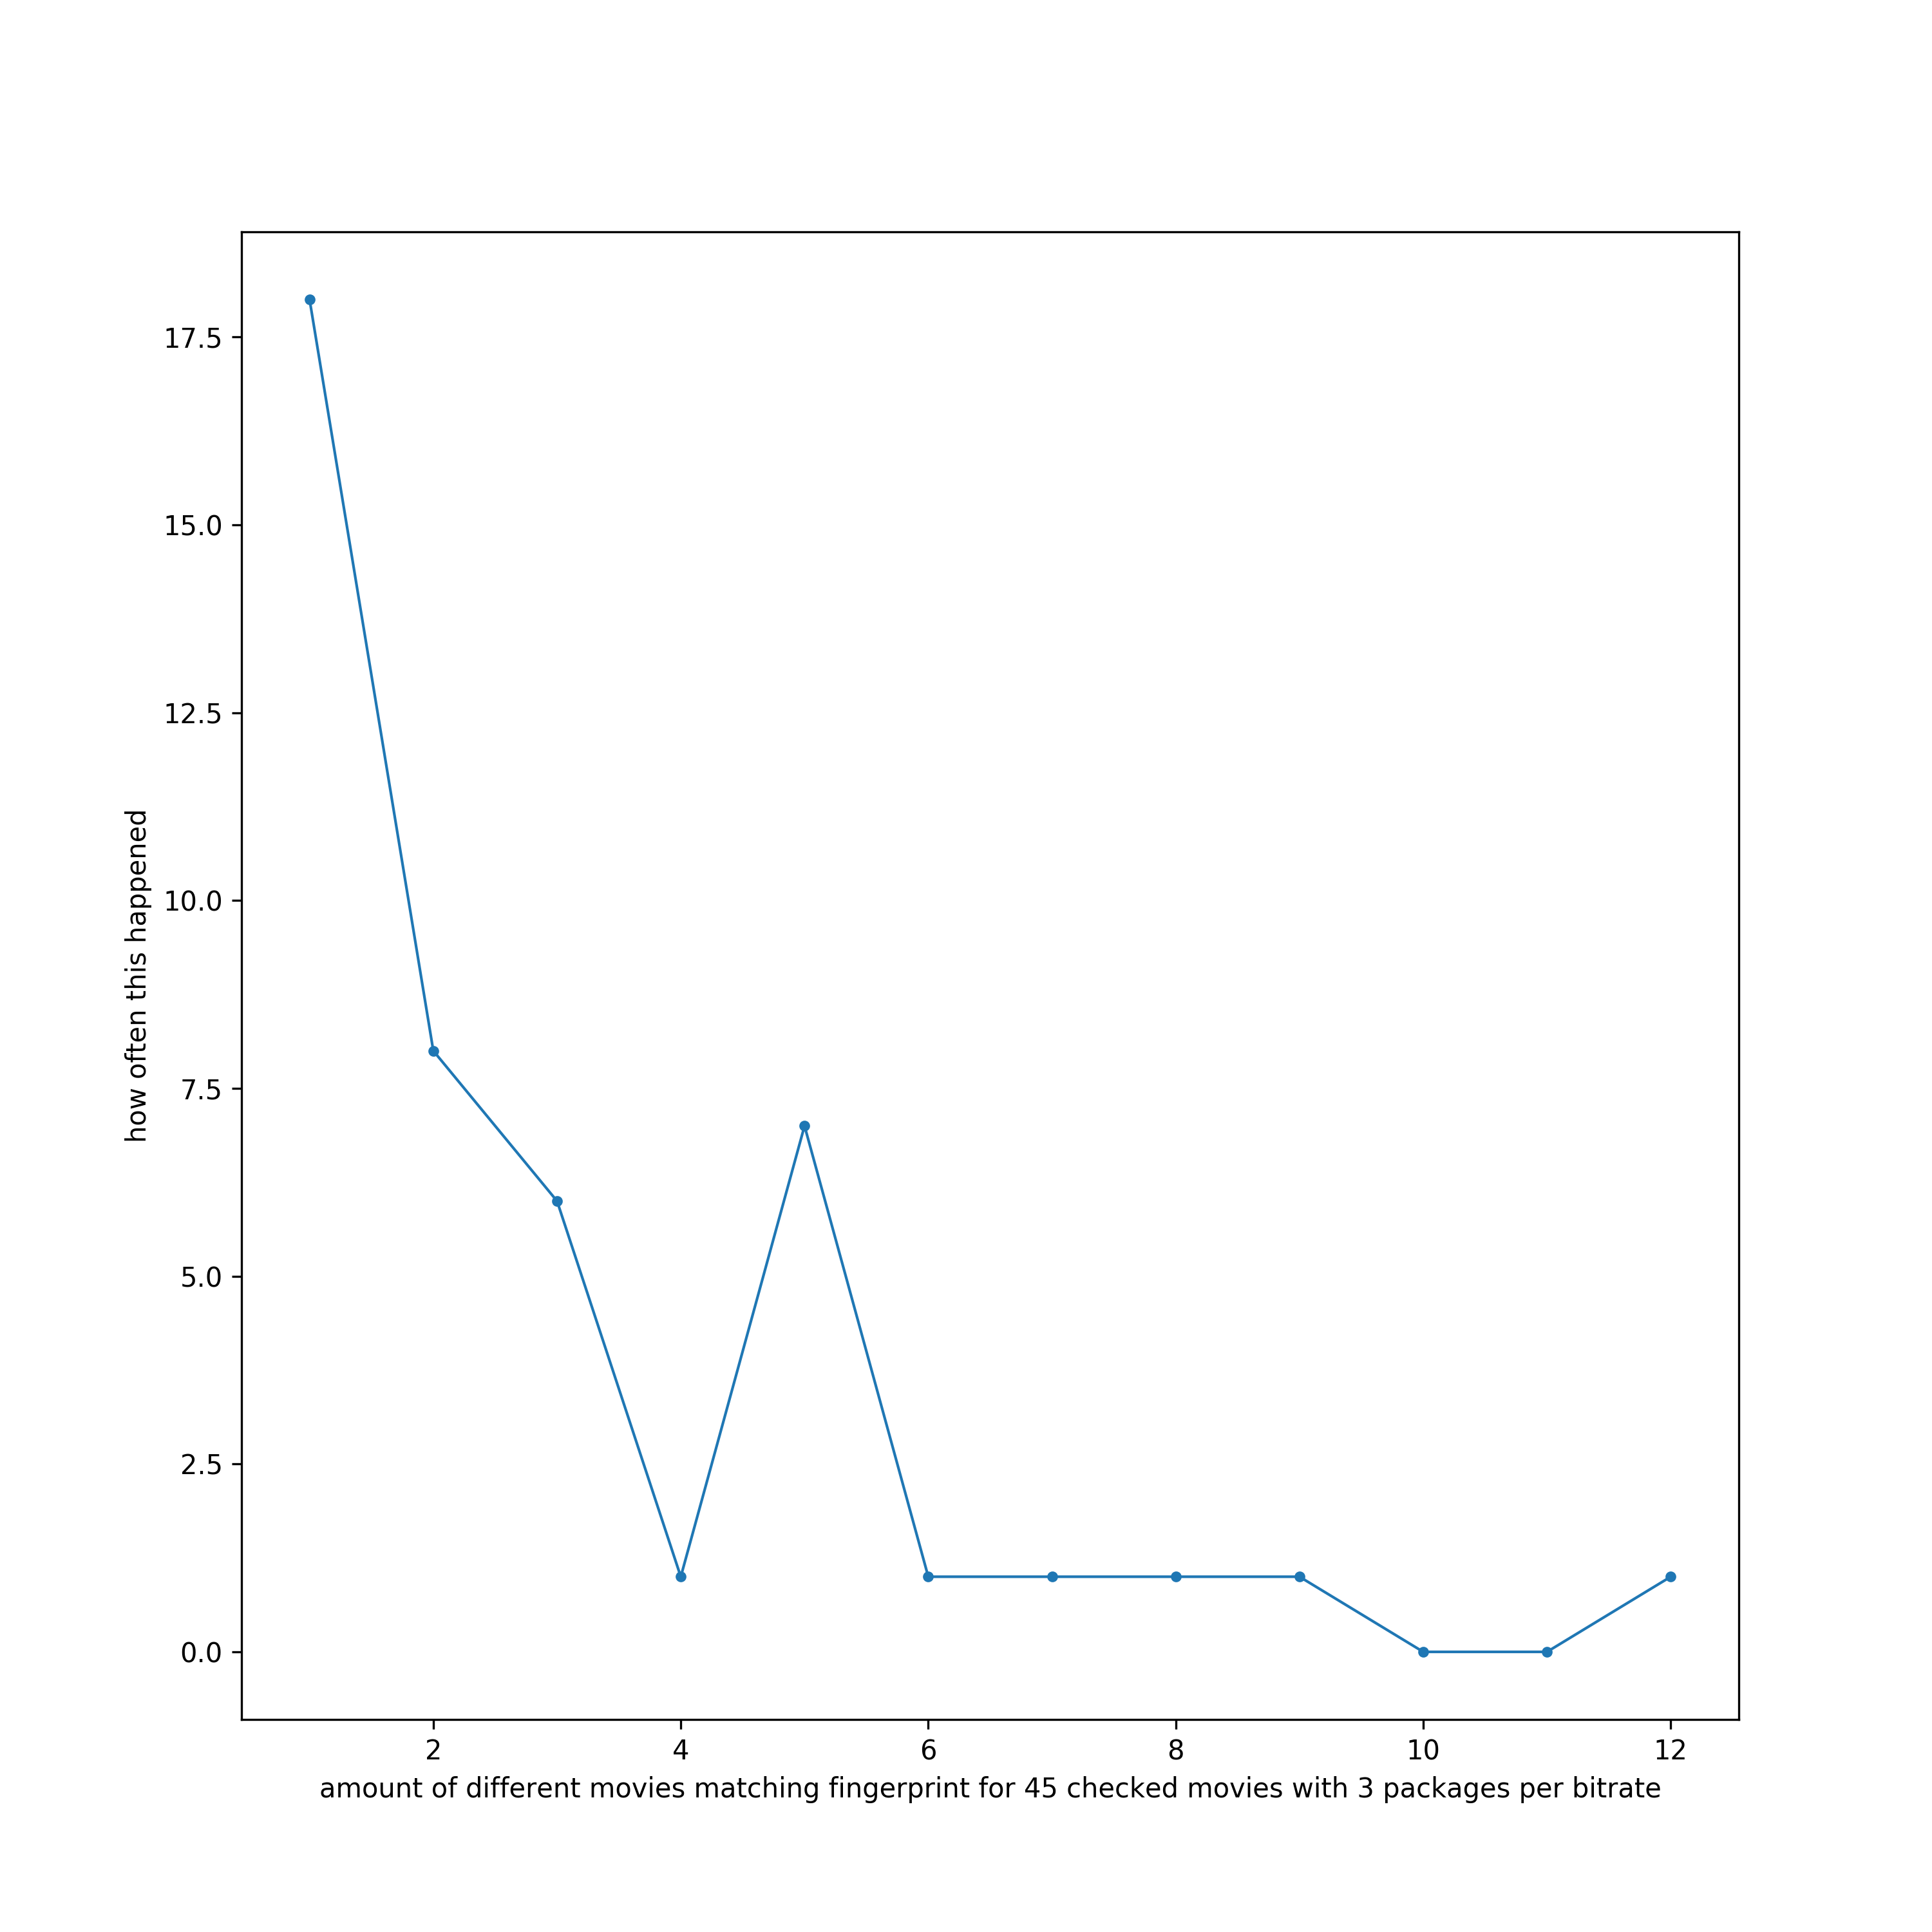 17.5
15.0
12.5
10.0
7.5
5.0
2.5
0.0
how often this happened
2 4 6 8 10 12
amount of different movies matching fingerprint for 45 checked movies with 3 packages per bitrate